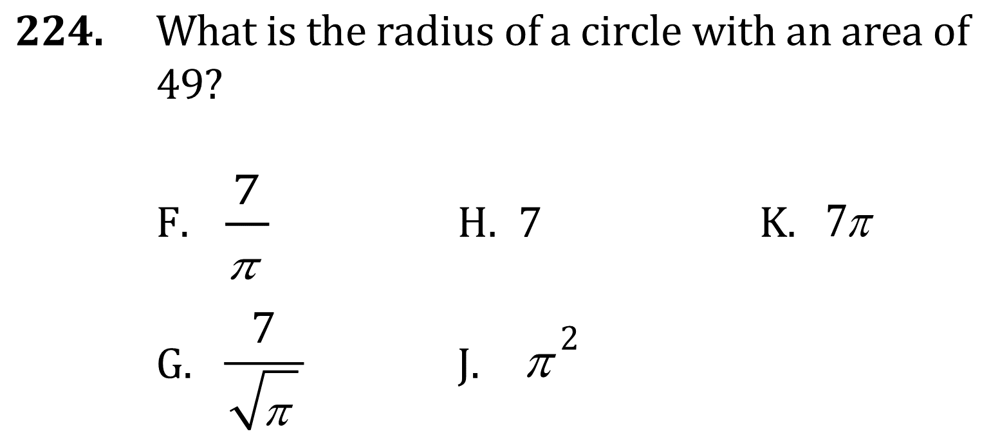 224. What is the radius of a circle with an area of
49?
F. 7/π H. 7 K. 7π
G. 7/√π J. π²